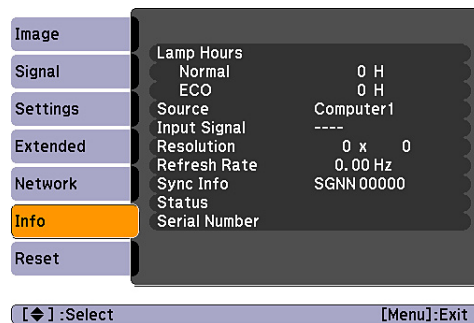 Image
Signal
Settings
Extended
Network
Info
Reset
Lamp Hours
Normal 0 H
ECO 0 H
Source Computer1
Input Signal ----
Resolution 0 x 0
Refresh Rate 0.00 Hz
Sync Info SGNN 00000
Status
Serial Number
[◆] :Select [Menu]:Exit